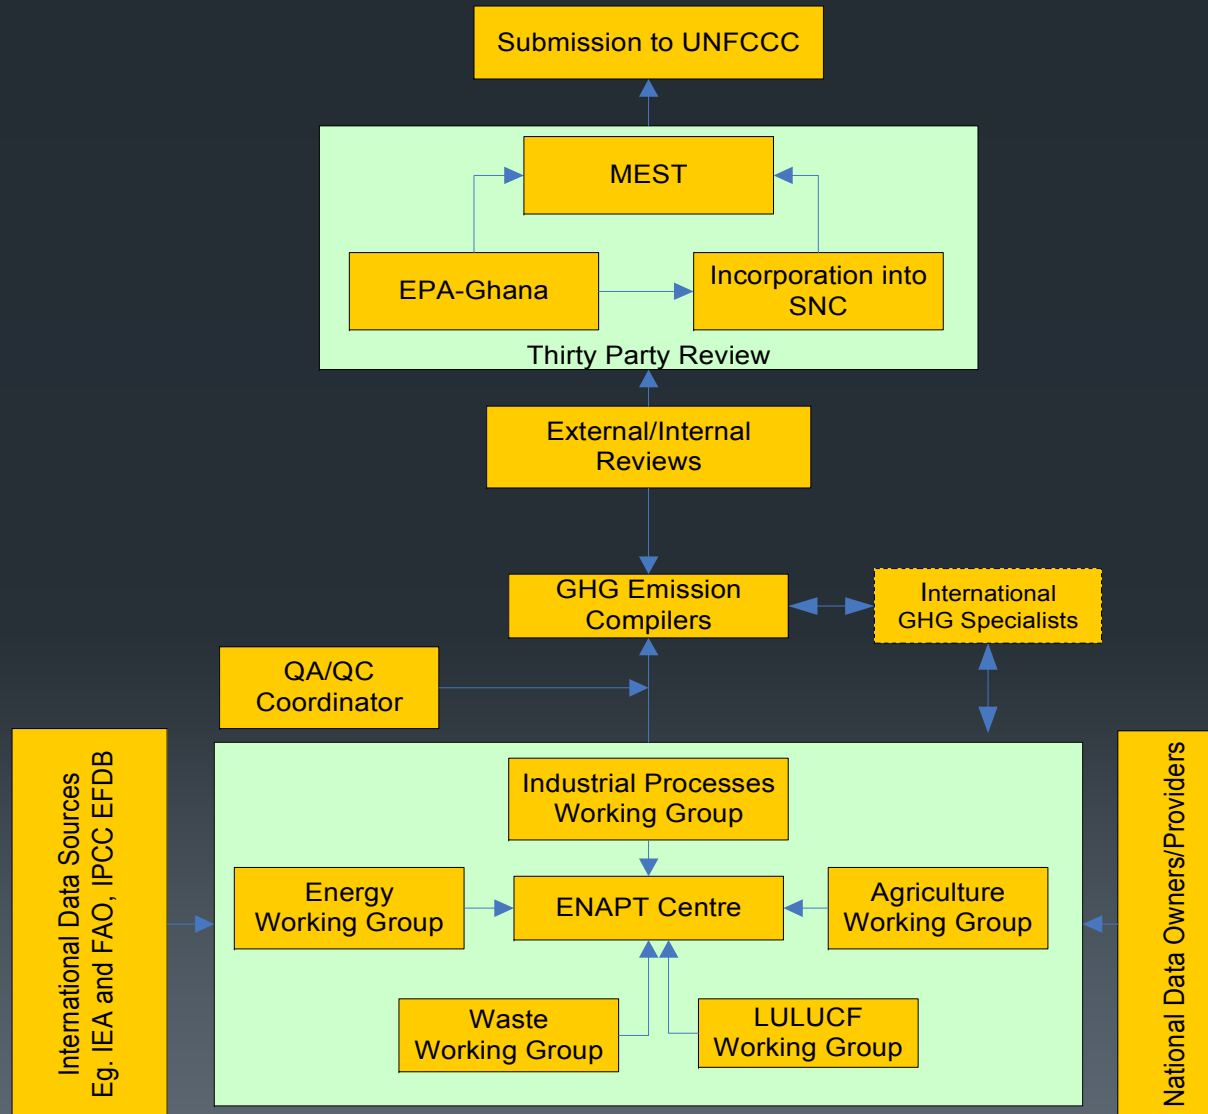 Submission to UNFCCC
MEST
EPA-Ghana
Incorporation into
SNC
Thirty Party Review
External/Internal
Reviews
GHG Emission
Compilers
International
GHG Specialists
QA/QC
Coordinator
International Data Sources
Eg. IEA and FAO, IPCC EFDB
Industrial Processes
Working Group
Energy
Working Group
ENAPT Centre
Agriculture
Working Group
Waste
Working Group
LULUCF
Working Group
National Data Owners/Providers